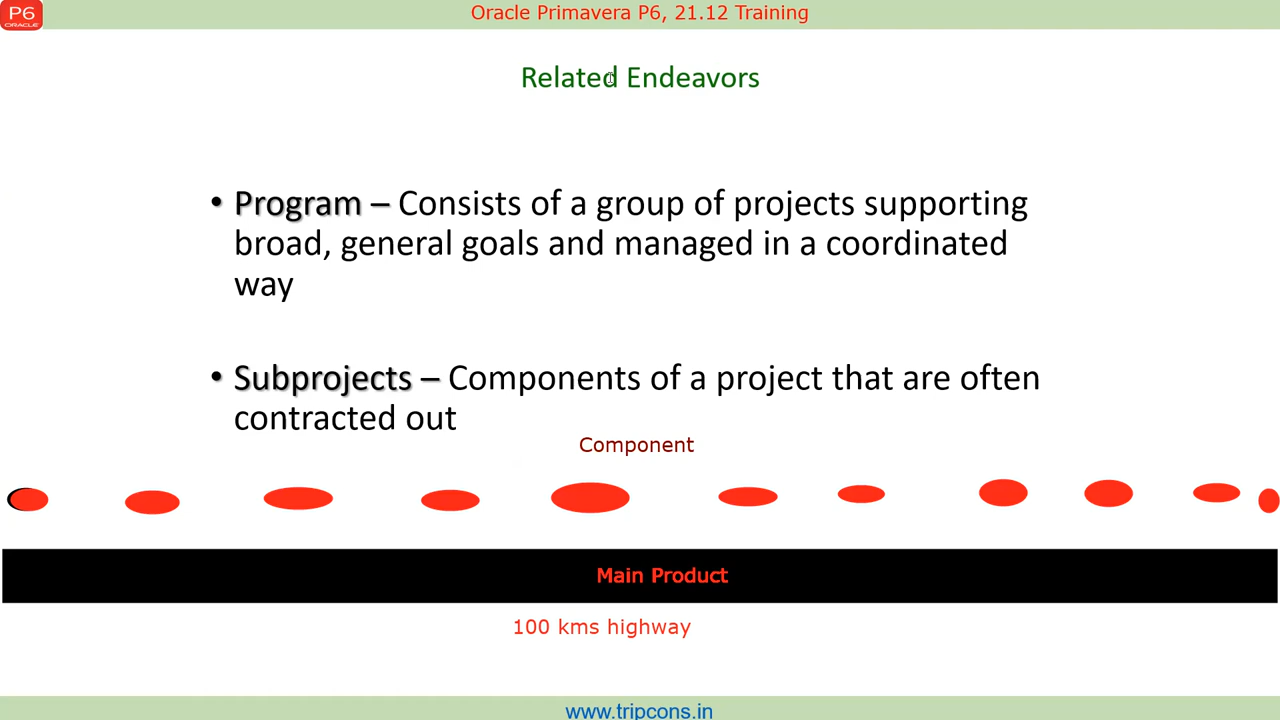 P6
ORACLE
Oracle Primavera P6, 21.12 Training
Related Endeavors
• Program – Consists of a group of projects supporting
broad, general goals and managed in a coordinated
way
• Subprojects – Components of a project that are often
contracted out
Component
Main Product
100 kms highway
www.tripcons.in